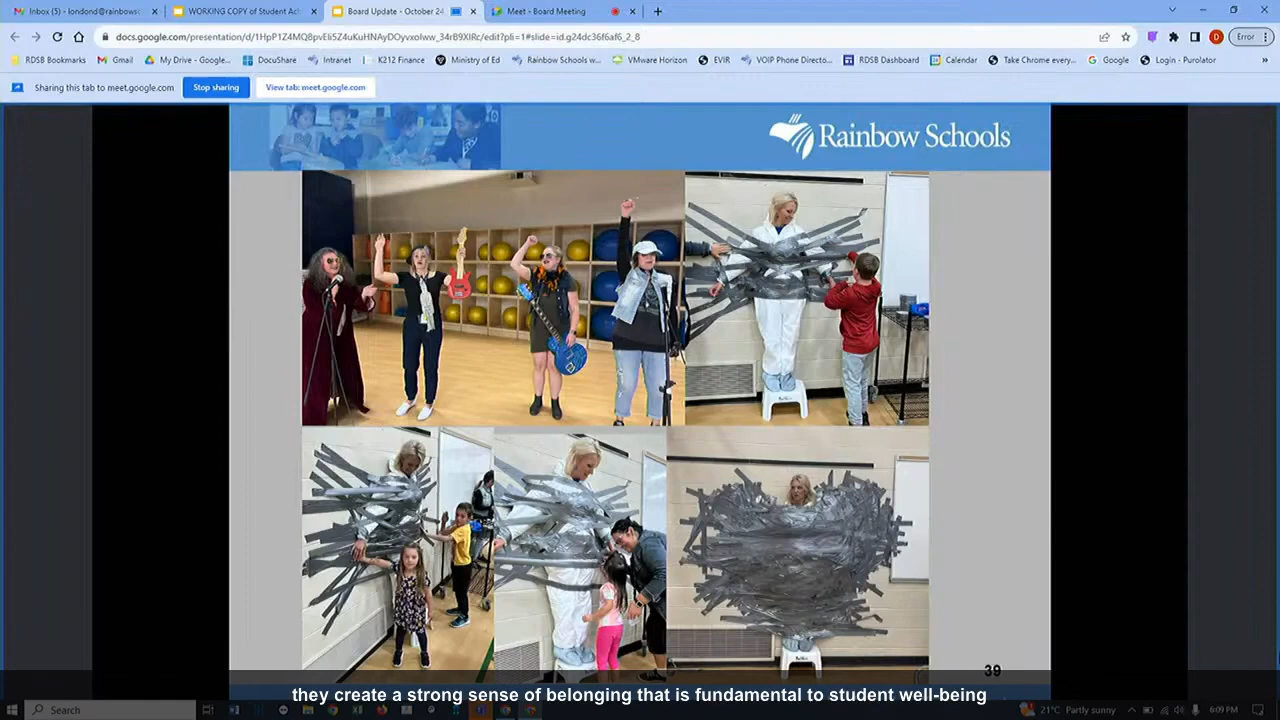 Inbox (5) - londond@rainbows
WORKING COPY of Student Ach
Board Update - October 24
Meet - Board Meeting
docs.google.com/presentation/d/1HpP1Z4MQ8pvEIi5Z4uKuHNAyDOyvxolww_34rB9XIRc/edit?pli=1#slide=id.g24dc36f6af6_2_8
Error
RDSB Bookmarks
Gmail
My Drive - Google...
DocuShare
Intranet
K212 Finance
Ministry of Ed
Rainbow Schools w...
VMware Horizon
EVIR
VOIP Phone Directo...
RDSB Dashboard
Calendar
Take Chrome every...
Google
Login - Purolator
Sharing this tab to meet.google.com
Stop sharing
View tab: meet.google.com
Rainbow Schools
39
they create a strong sense of belonging that is fundamental to student well-being
Search
21°C Partly sunny
6:09 PM